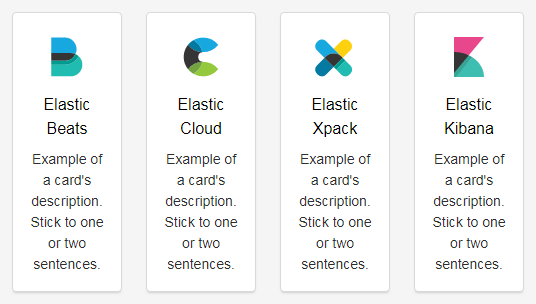 Elastic
Beats
Example of
a card's
description.
Stick to one
or two
sentences.
Elastic
Cloud
Example of
a card's
description.
Stick to one
or two
sentences.
Elastic
Xpack
Example of
a card's
description.
Stick to one
or two
sentences.
Elastic
Kibana
Example of
a card's
description.
Stick to one
or two
sentences.